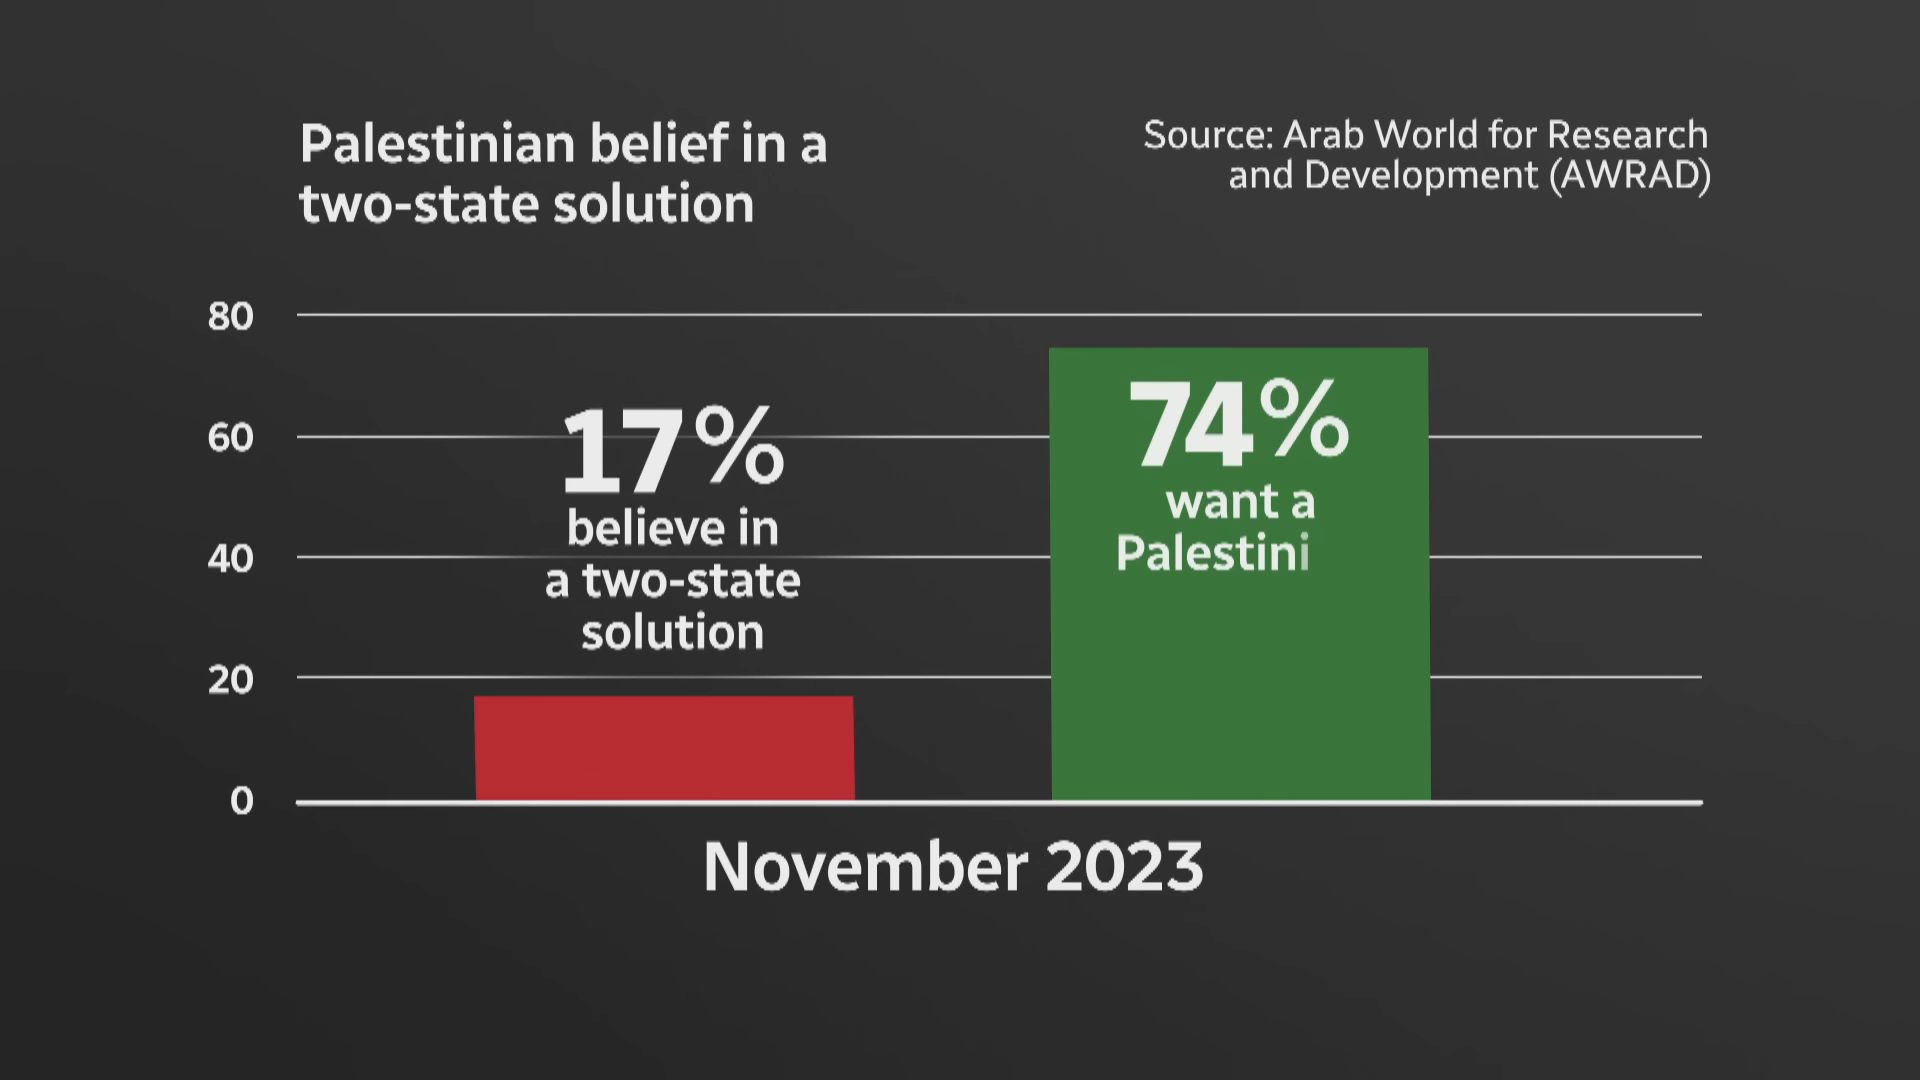 Palestinian belief in a
two-state solution
Source: Arab World for Research
and Development (AWRAD)
80
60
40
20
0
17%
believe in
a two-state
solution
74%
want a
Palestini
November 2023